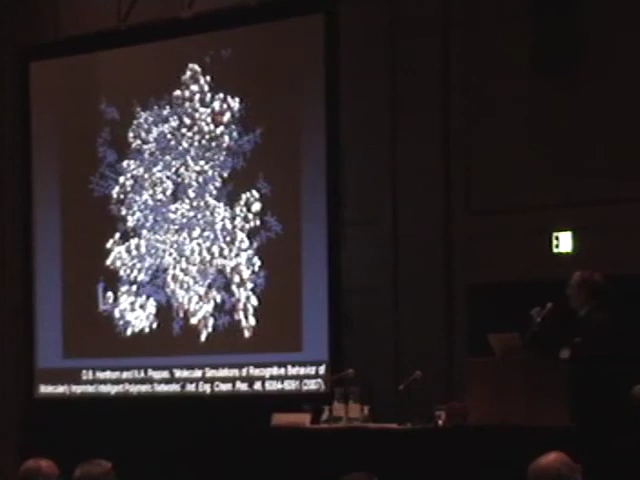 D.B. Henthorn and N.A. Peppas, "Molecular Simulations of Recognitive Behavior of
Molecularly Imprinted Intelligent Polymeric Networks" Ind. Eng. Chem. Res., 46, 6084-6091 (2007).